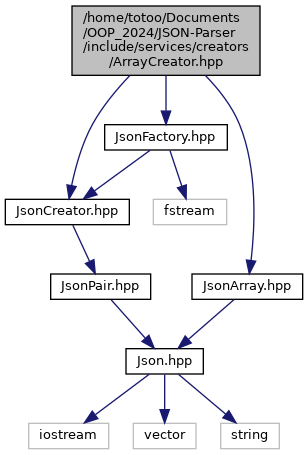 /home/totoo/Documents
/OOP_2024/JSON-Parser
/include/services/creators
/ArrayCreator.hpp
JsonFactory.hpp
JsonCreator.hpp
fstream
JsonPair.hpp
JsonArray.hpp
Json.hpp
iostream
vector
string